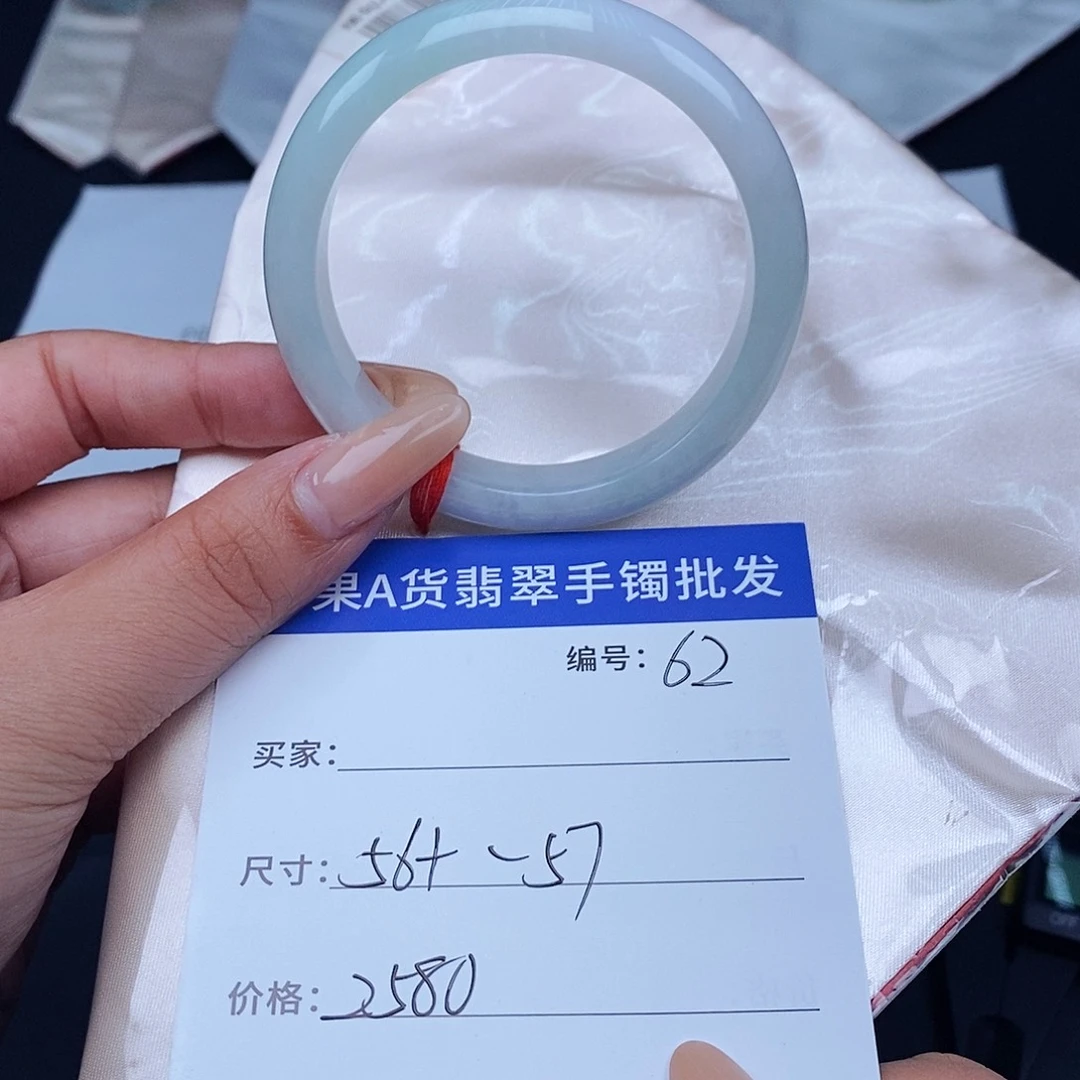 果A货翡翠手镯批发
编号：62
买家：
尺寸：56+ ~57
价格：2580